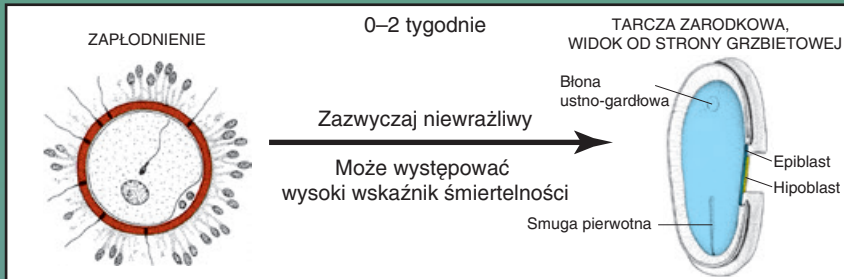 0–2 tygodnie
ZAPŁODNIENIE
TARCZA ZARODKOWA,
WIDOK OD STRONY GRZBIETOWEJ
Błona
ustno-gardłowa
Zazwyczaj niewrażliwy
Może występować
wysoki wskaźnik śmiertelności
Epiblast
Hipoblast
Smuga pierwotna